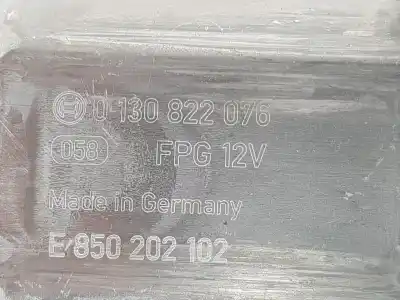 0 130 822 076
058 FPG 12V
Made in Germany
E 850 202 102